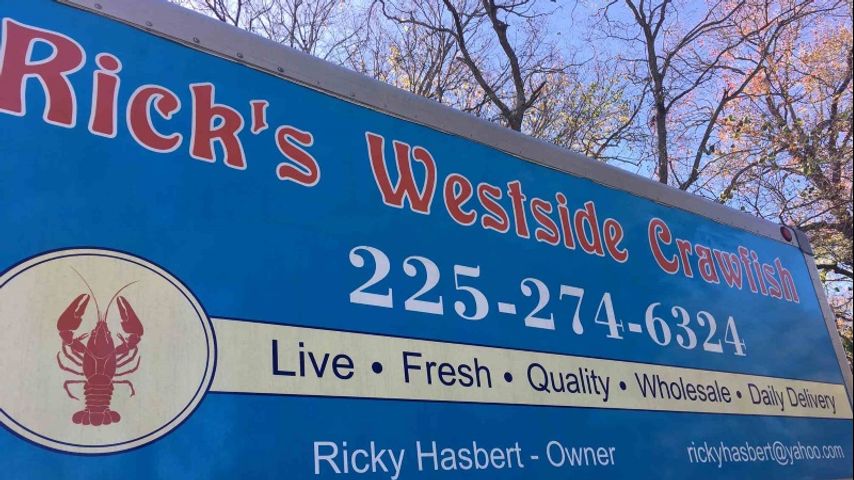 Rick's Westside Crawfish
225-274-6324
Live • Fresh • Quality • Wholesale • Daily Delivery
Ricky Hasbert - Owner rickyhasbert@yahoo.com